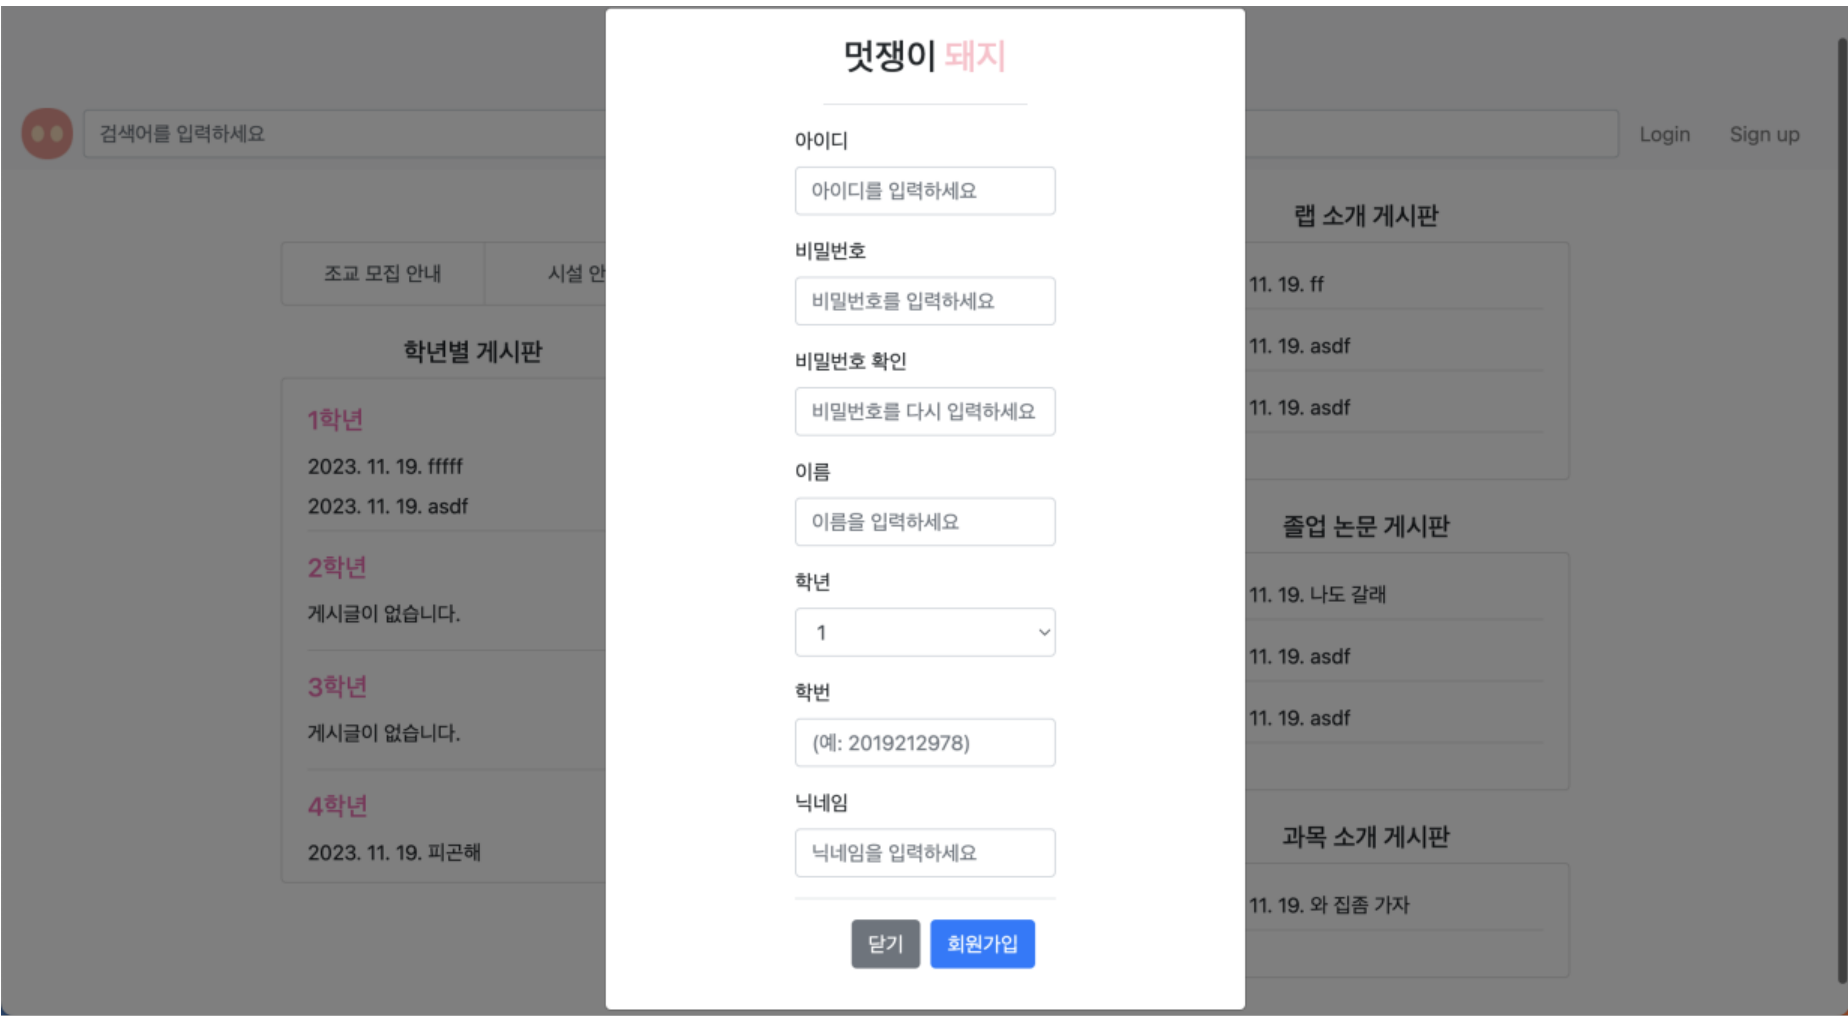 멋쟁이 돼지
검색어를 입력하세요
Login
Sign up
조교 모집 안내
시설 안
학년별 게시판
1학년
2023. 11. 19. fffff
2023. 11. 19. asdf
2학년
게시글이 없습니다.
3학년
게시글이 없습니다.
4학년
2023. 11. 19. 피곤해
아이디
아이디를 입력하세요
비밀번호
비밀번호를 입력하세요
비밀번호 확인
비밀번호를 다시 입력하세요
이름
이름을 입력하세요
학년
1
학번
(예: 2019212978)
닉네임
닉네임을 입력하세요
닫기
회원가입
랩 소개 게시판
11. 19. ff
11. 19. asdf
11. 19. asdf
졸업 논문 게시판
11. 19. 나도 갈래
11. 19. asdf
11. 19. asdf
과목 소개 게시판
11. 19. 와 집좀 가자